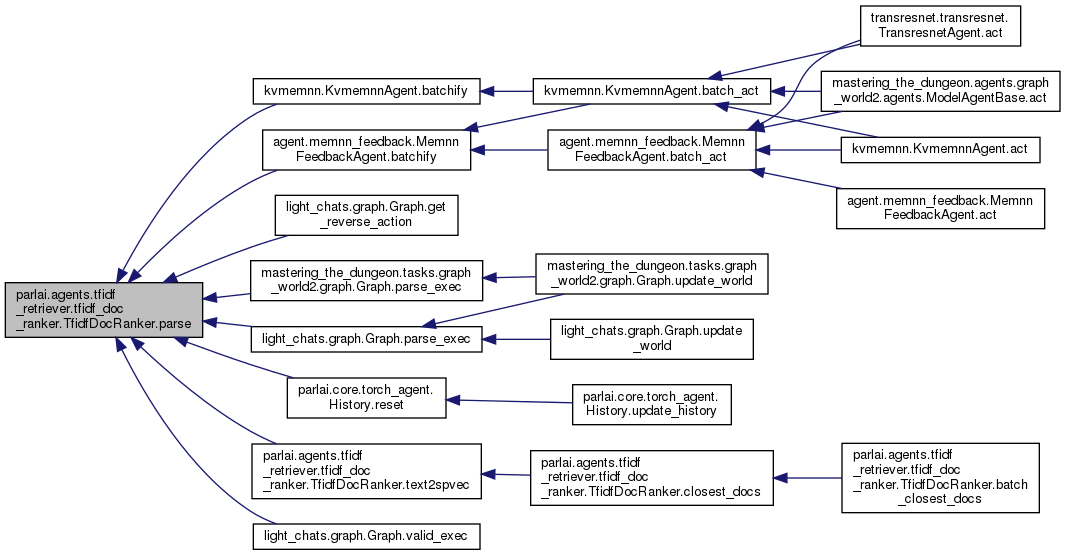 parlai.agents.tfidf
_retriever.tfidf_doc
_ranker.TfidfDocRanker.parse
kvmemnn.KvmemnnAgent.batchify
agent.memnn_feedback.Memnn
FeedbackAgent.batchify
light_chats.graph.Graph.get
_reverse_action
mastering_the_dungeon.tasks.graph
_world2.graph.Graph.parse_exec
light_chats.graph.Graph.parse_exec
parlai.core.torch_agent.
History.reset
parlai.agents.tfidf
_retriever.tfidf_doc
_ranker.TfidfDocRanker.text2spvec
light_chats.graph.Graph.valid_exec
kvmemnn.KvmemnnAgent.batch_act
agent.memnn_feedback.Memnn
FeedbackAgent.batch_act
mastering_the_dungeon.tasks.graph
_world2.graph.Graph.update_world
light_chats.graph.Graph.update
_world
parlai.core.torch_agent.
History.update_history
parlai.agents.tfidf
_retriever.tfidf_doc
_ranker.TfidfDocRanker.closest_docs
transresnet.transresnet.
TransresnetAgent.act
mastering_the_dungeon.agents.graph
_world2.agents.ModelAgentBase.act
kvmemnn.KvmemnnAgent.act
agent.memnn_feedback.Memnn
FeedbackAgent.act
parlai.agents.tfidf
_retriever.tfidf_doc
_ranker.TfidfDocRanker.batch
_closest_docs